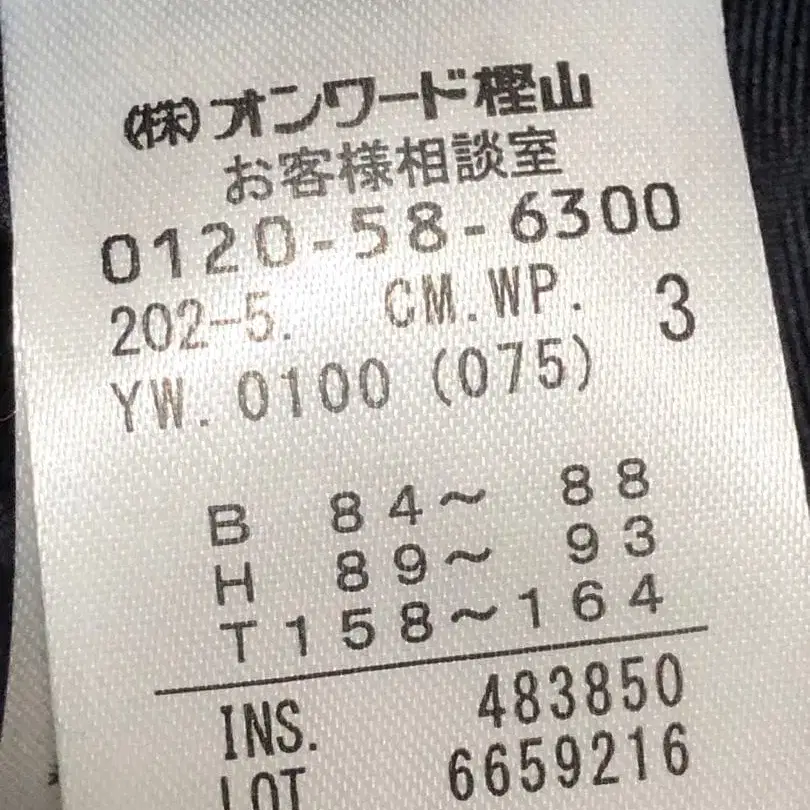 (株)オンワード樫山
お客様相談室
0120-58-6300
202-5. CM.WP. 3
YW. 0100 (075)
B 84～ 88
H 89～ 93
T158～164
INS. 483850
LOT 6659216